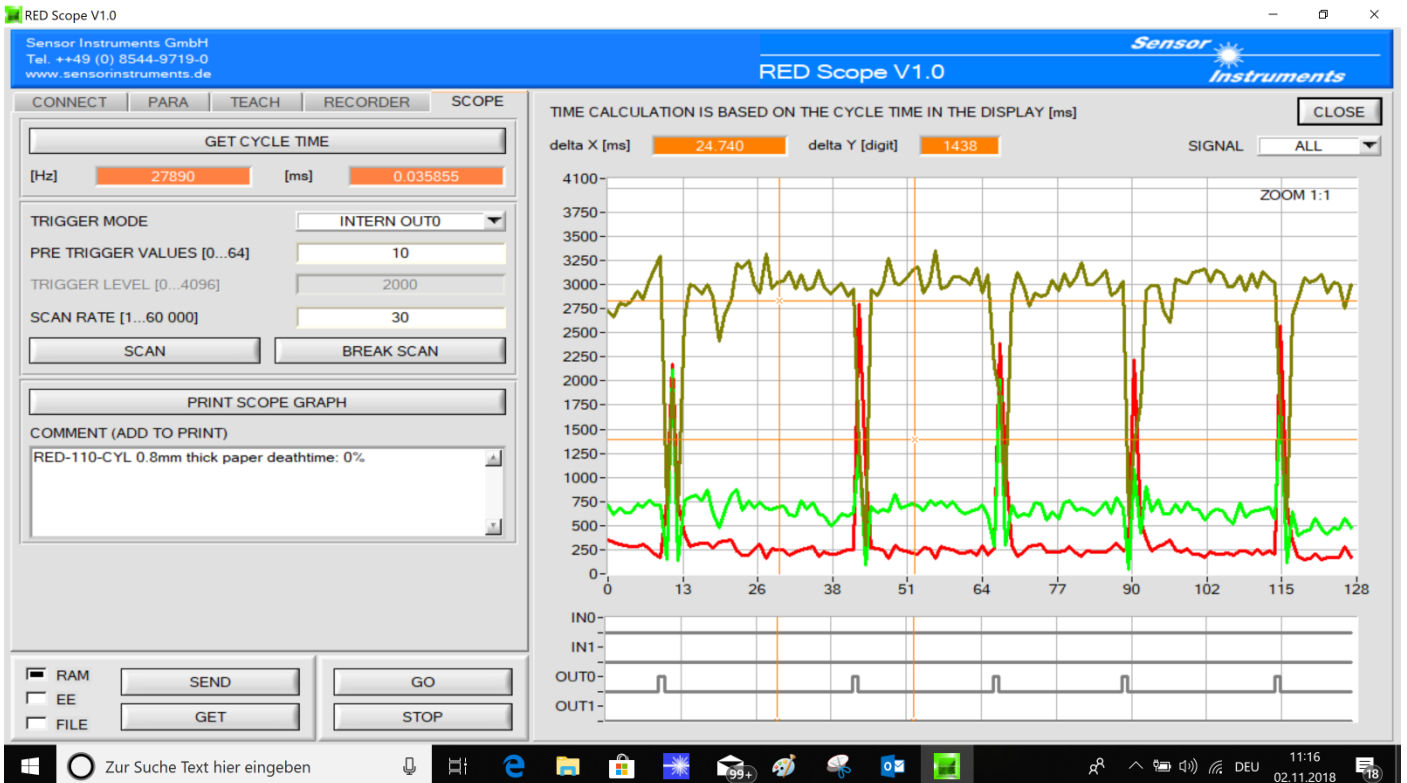 RED Scope V1.0
Sensor Instruments GmbH
Tel. ++49 (0) 8544-9719-0
www.sensorinstruments.de
RED Scope V1.0
Sensor
Instruments
CONNECT PARA TEACH RECORDER SCOPE
GET CYCLE TIME
[Hz] 27890 [ms] 0.035855
TRIGGER MODE INTERN OUT0
PRE TRIGGER VALUES [0...64] 10
TRIGGER LEVEL [0...4096] 2000
SCAN RATE [1...60 000] 30
SCAN BREAK SCAN
PRINT SCOPE GRAPH
COMMENT (ADD TO PRINT)
RED-110-CYL 0.8mm thick paper deathtime: 0%
RAM
EE
FILE
SEND GO
GET STOP
TIME CALCULATION IS BASED ON THE CYCLE TIME IN THE DISPLAY [ms] CLOSE
delta X [ms] 24.740 delta Y [digit] 1438 SIGNAL ALL
ZOOM 1:1
4100
3750
3500
3250
3000
2750
2500
2250
2000
1750
1500
1250
1000
750
500
250
0
0 13 26 38 51 64 77 90 102 115 128
IN0
IN1
OUT0
OUT1
Zur Suche Text hier eingeben
99+
DEU
11:16
02.11.2018
18